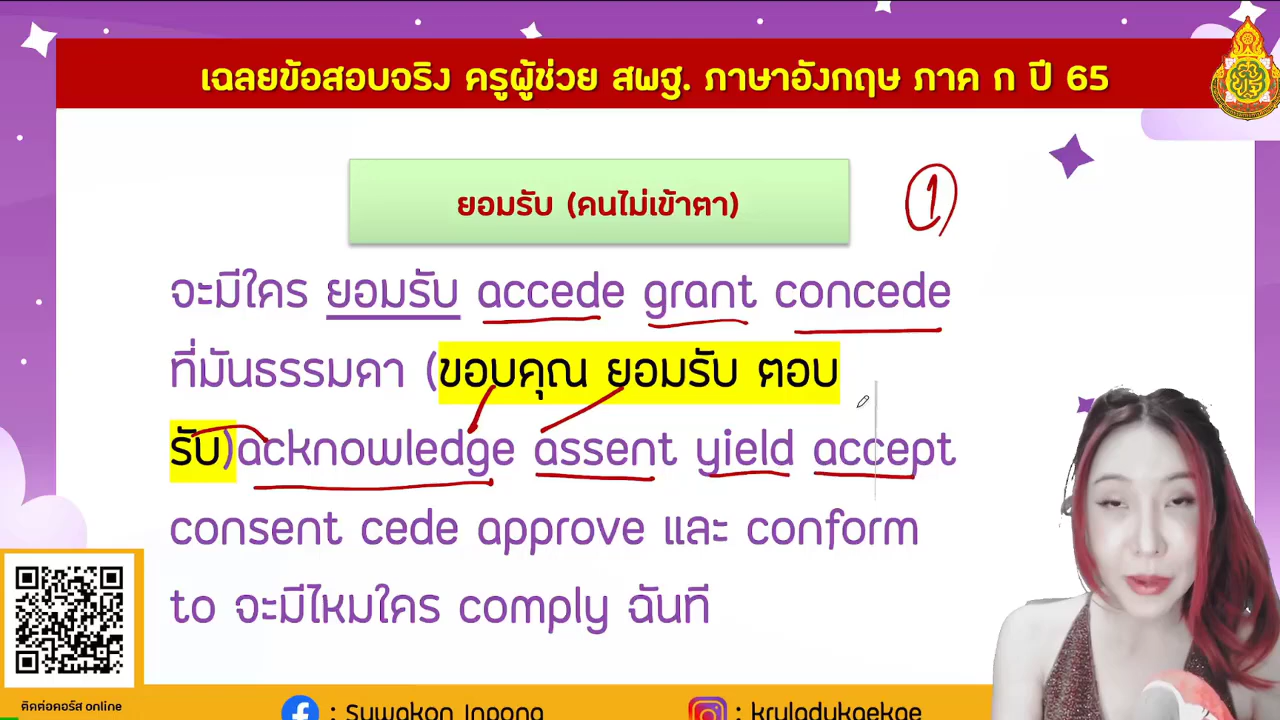 เฉลยข้อสอบจริง ครูผู้ช่วย สพฐ. ภาษาอังกฤษ ภาค ก ปี 65
ยอมรับ (คนไม่เข้าตา)
1
จะมีใคร ยอมรับ accede grant concede
ที่มันธรรมดา (ขอบคุณ ยอมรับ ตอบ
รับ)acknowledge assent yield accept
consent cede approve และ conform
to จะมีไหมใคร comply ฉันที
ติดต่อคอร์ส online
: Suwakon Inpong
: kruladykaekae